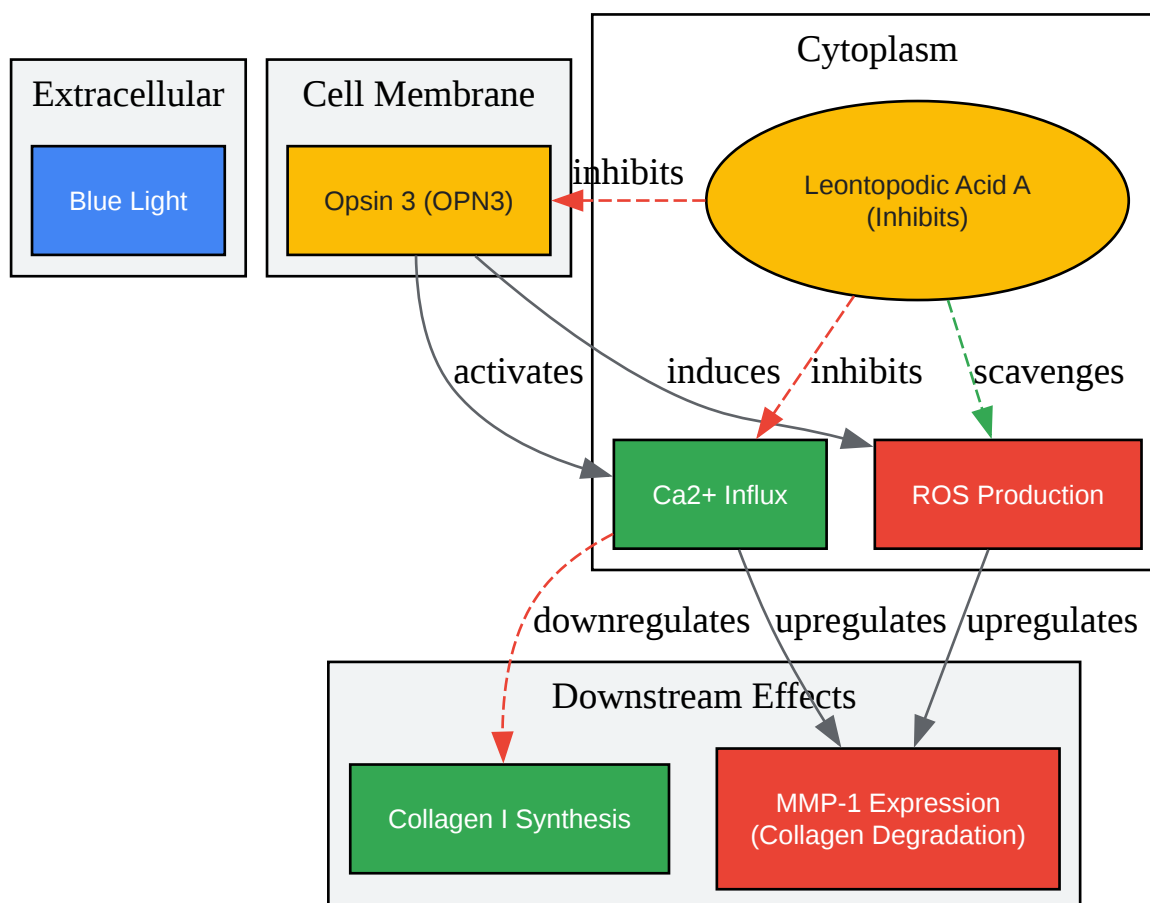 Cytoplasm
Extracellular
Cell Membrane
Blue Light
Opsin 3 (OPN3)
inhibits
Leontopodic Acid A
(Inhibits)
activates
induces
inhibits
scavenges
Ca2+ Influx
ROS Production
downregulates
upregulates
upregulates
Downstream Effects
Collagen I Synthesis
MMP-1 Expression
(Collagen Degradation)